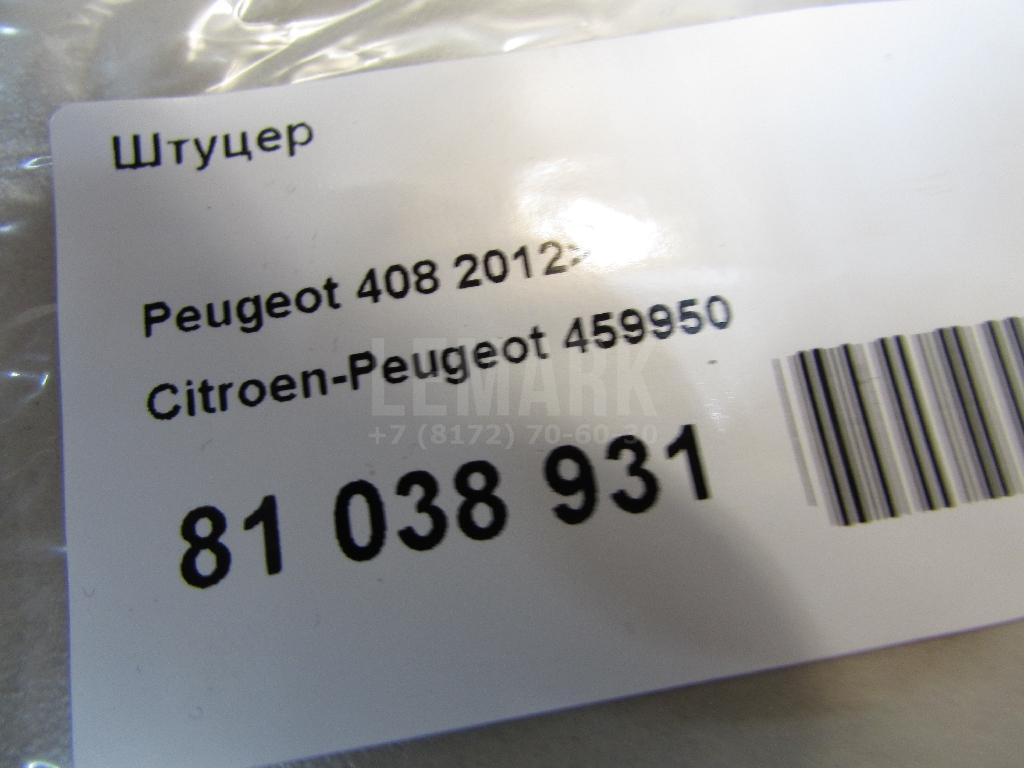 Штуцер
Peugeot 408 2012>
Citroen-Peugeot 459950
LEMARK
+7 (8172) 70-60-30
81 038 931